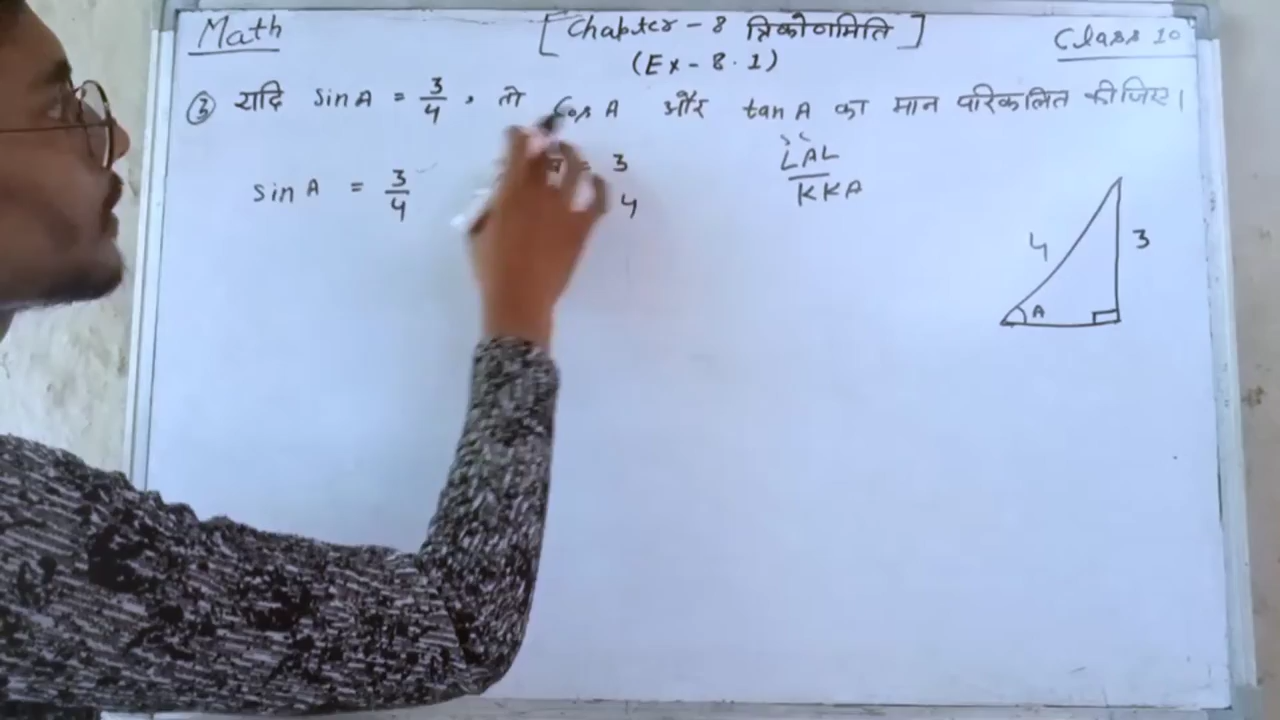 Math
[ Chapter - 8 त्रिकोणमिति ]
Class 10
(Ex - 8.1)
③ यदि sin A = 3/4, तो Cos A और tan A का मान परिकलित कीजिए।
sin A = 3/4
= 3
4
LAL
KKA
4
3
A